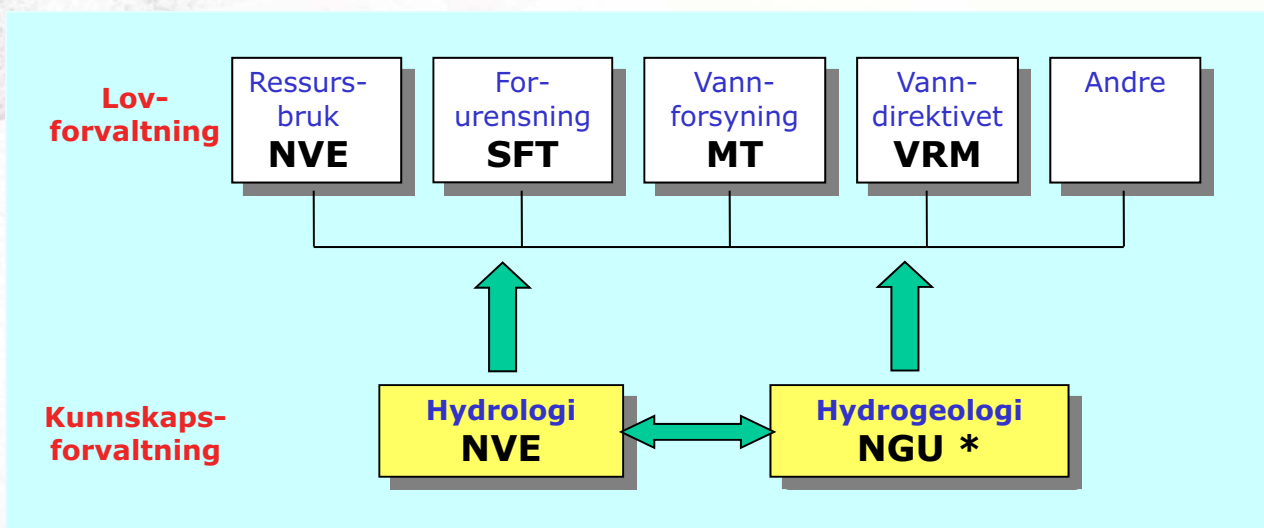 Lov-
forvaltning
Ressurs-
bruk
NVE
For-
urensning
SFT
Vann-
forsyning
MT
Vann-
direktivet
VRM
Andre
Kunnskaps-
forvaltning
Hydrologi
NVE
Hydrogeologi
NGU *